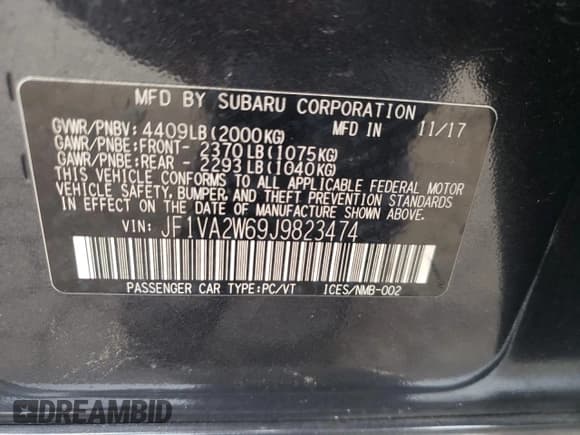 MFD BY SUBARU CORPORATION
GVWR/PNBV: 4409LB(2000KG) MFD IN 11/17
GAWR/PNBE:FRONT- 2370LB(1075KG)
GAWR/PNBE:REAR - 2293LB(1040KG)
THIS VEHICLE CONFORMS TO ALL APPLICABLE FEDERAL MOTOR
VEHICLE SAFETY, BUMPER, AND THEFT PREVENTION STANDARDS
IN EFFECT ON THE DATE OF MANUFACTURE SHOWN ABOVE.
VIN: JF1VA2W69J9823474
PASSENGER CAR TYPE:PC/VT ICES/NMB-002
DREAMBID